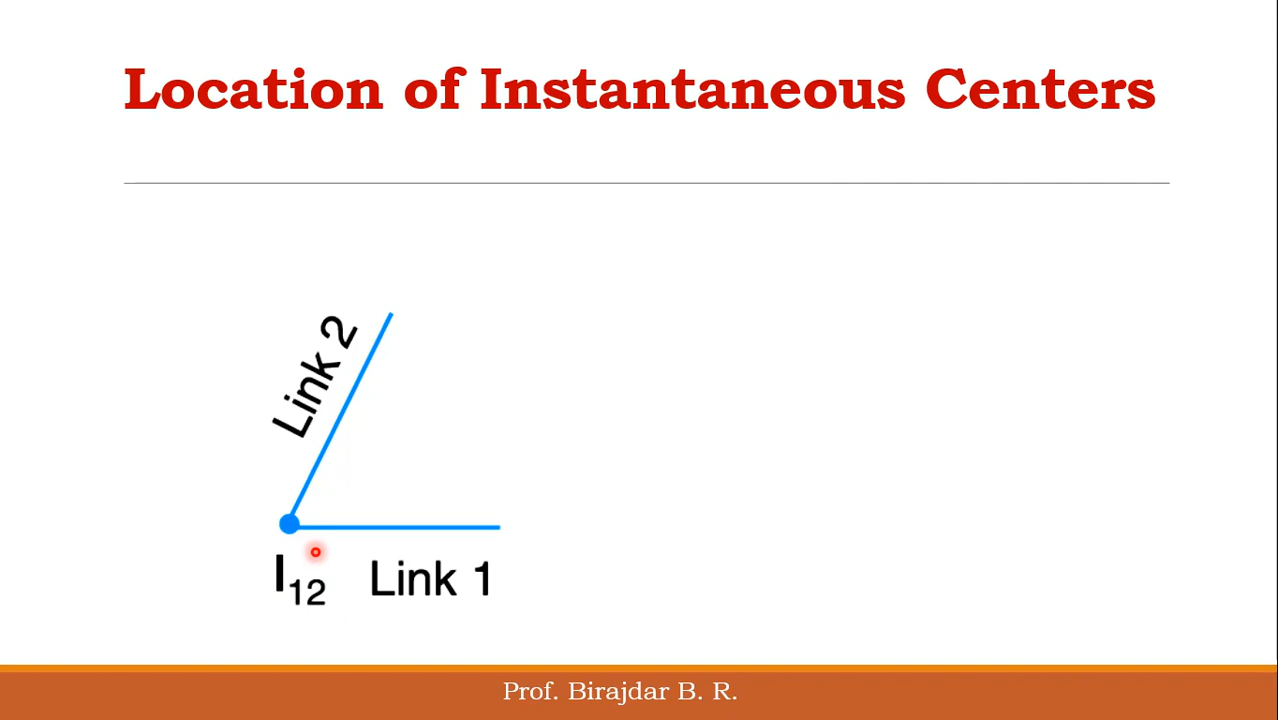 Location of Instantaneous Centers
Link 2
I₁₂
Link 1
Prof. Birajdar B. R.